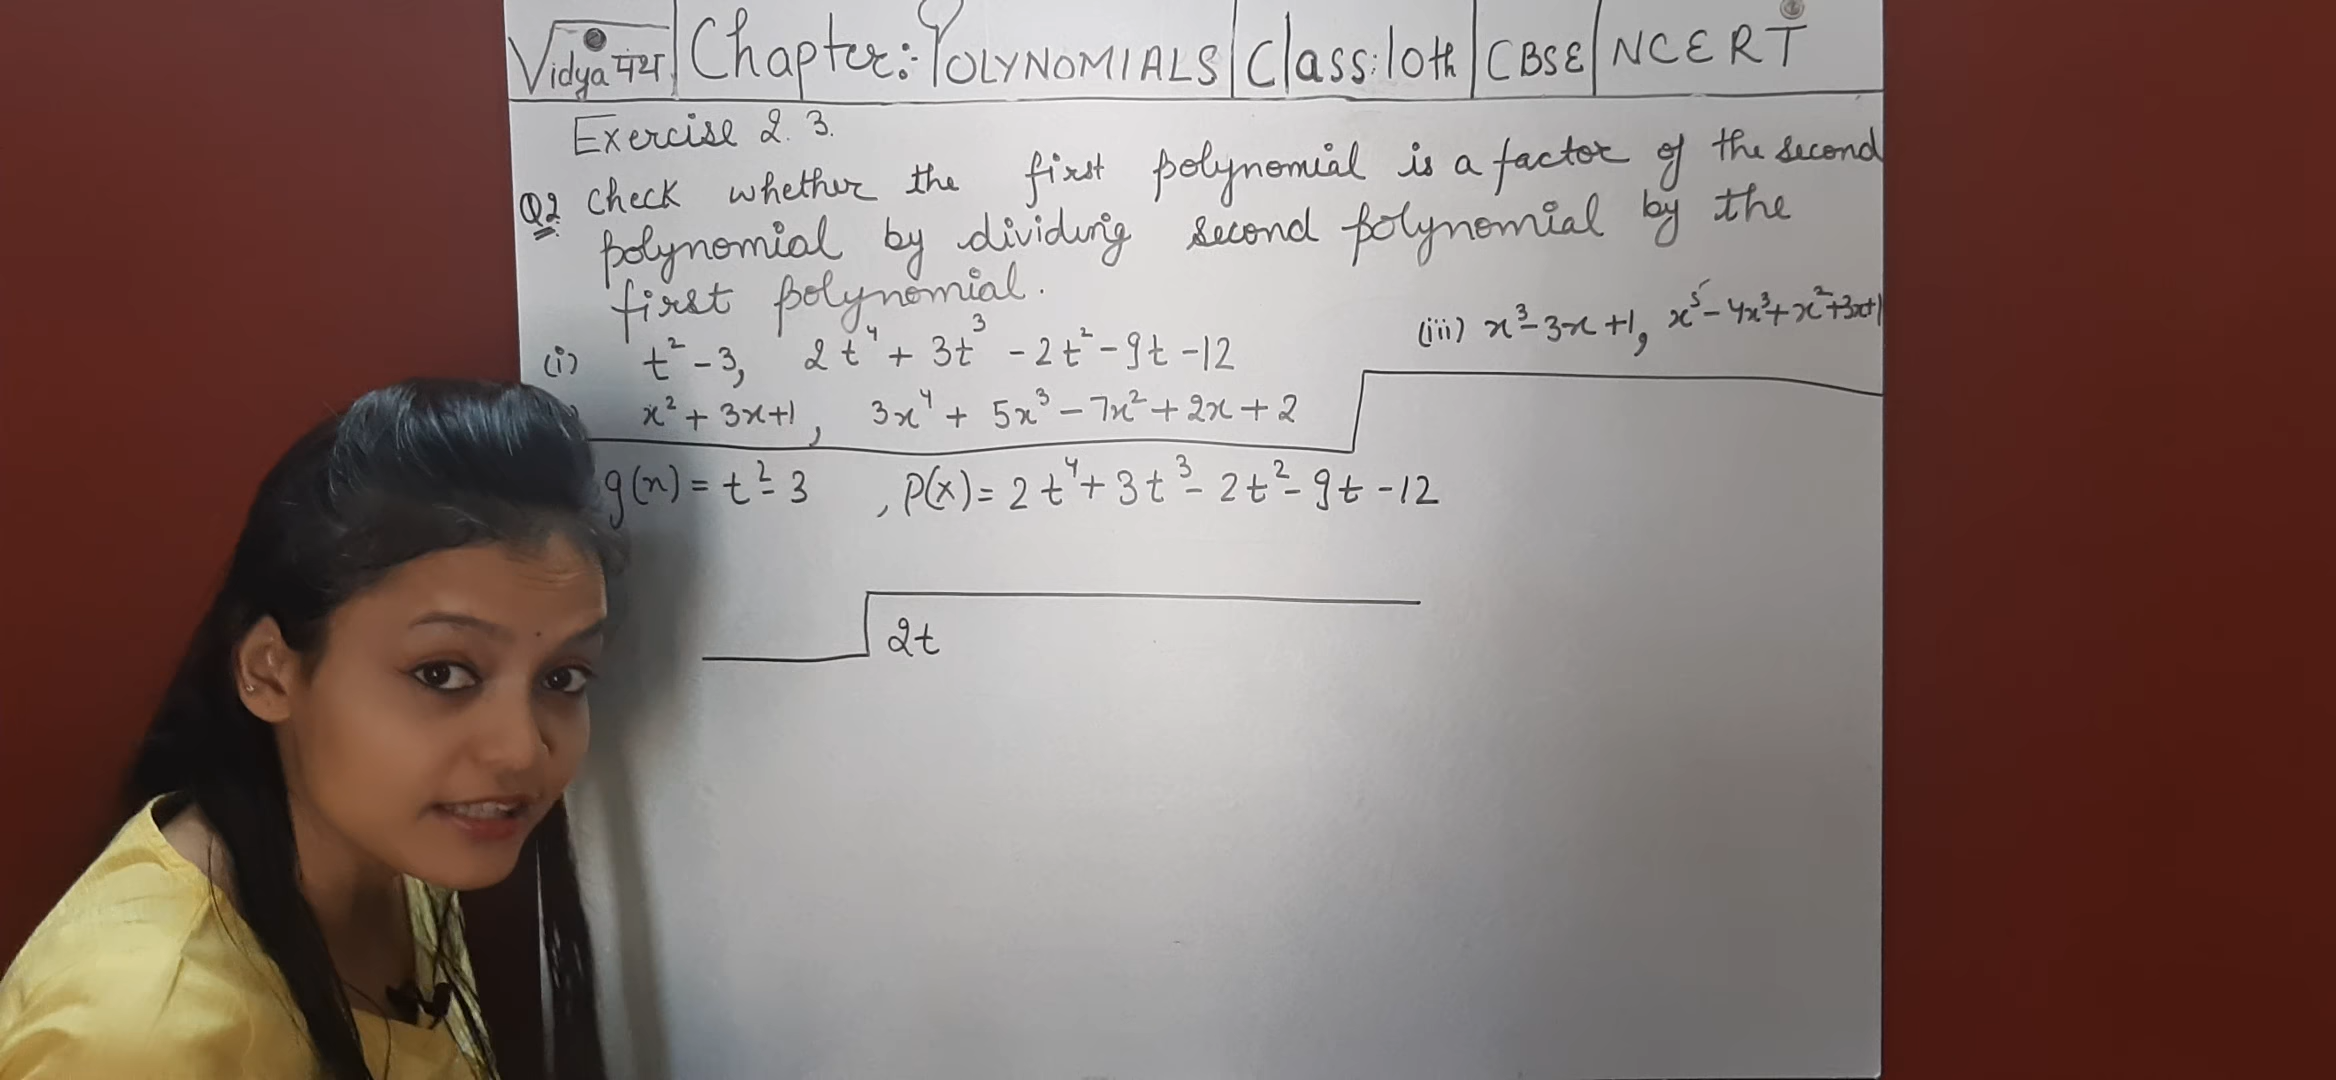 Vidya पथ | Chapter:- POLYNOMIALS | Class: 10th | CBSE | NCERT
Exercise 2.3.
Q2 Check whether the first polynomial is a factor of the second
polynomial by dividing second polynomial by the
first polynomial.
(i) t² - 3, 2t⁴ + 3t³ - 2t² - 9t - 12
x² + 3x + 1, 3x⁴ + 5x³ - 7x² + 2x + 2
(iii) x³ - 3x + 1, x⁵ - 4x³ + x² + 3x + 1
g(x) = t² - 3 , P(x) = 2t⁴ + 3t³ - 2t² - 9t - 12
2t